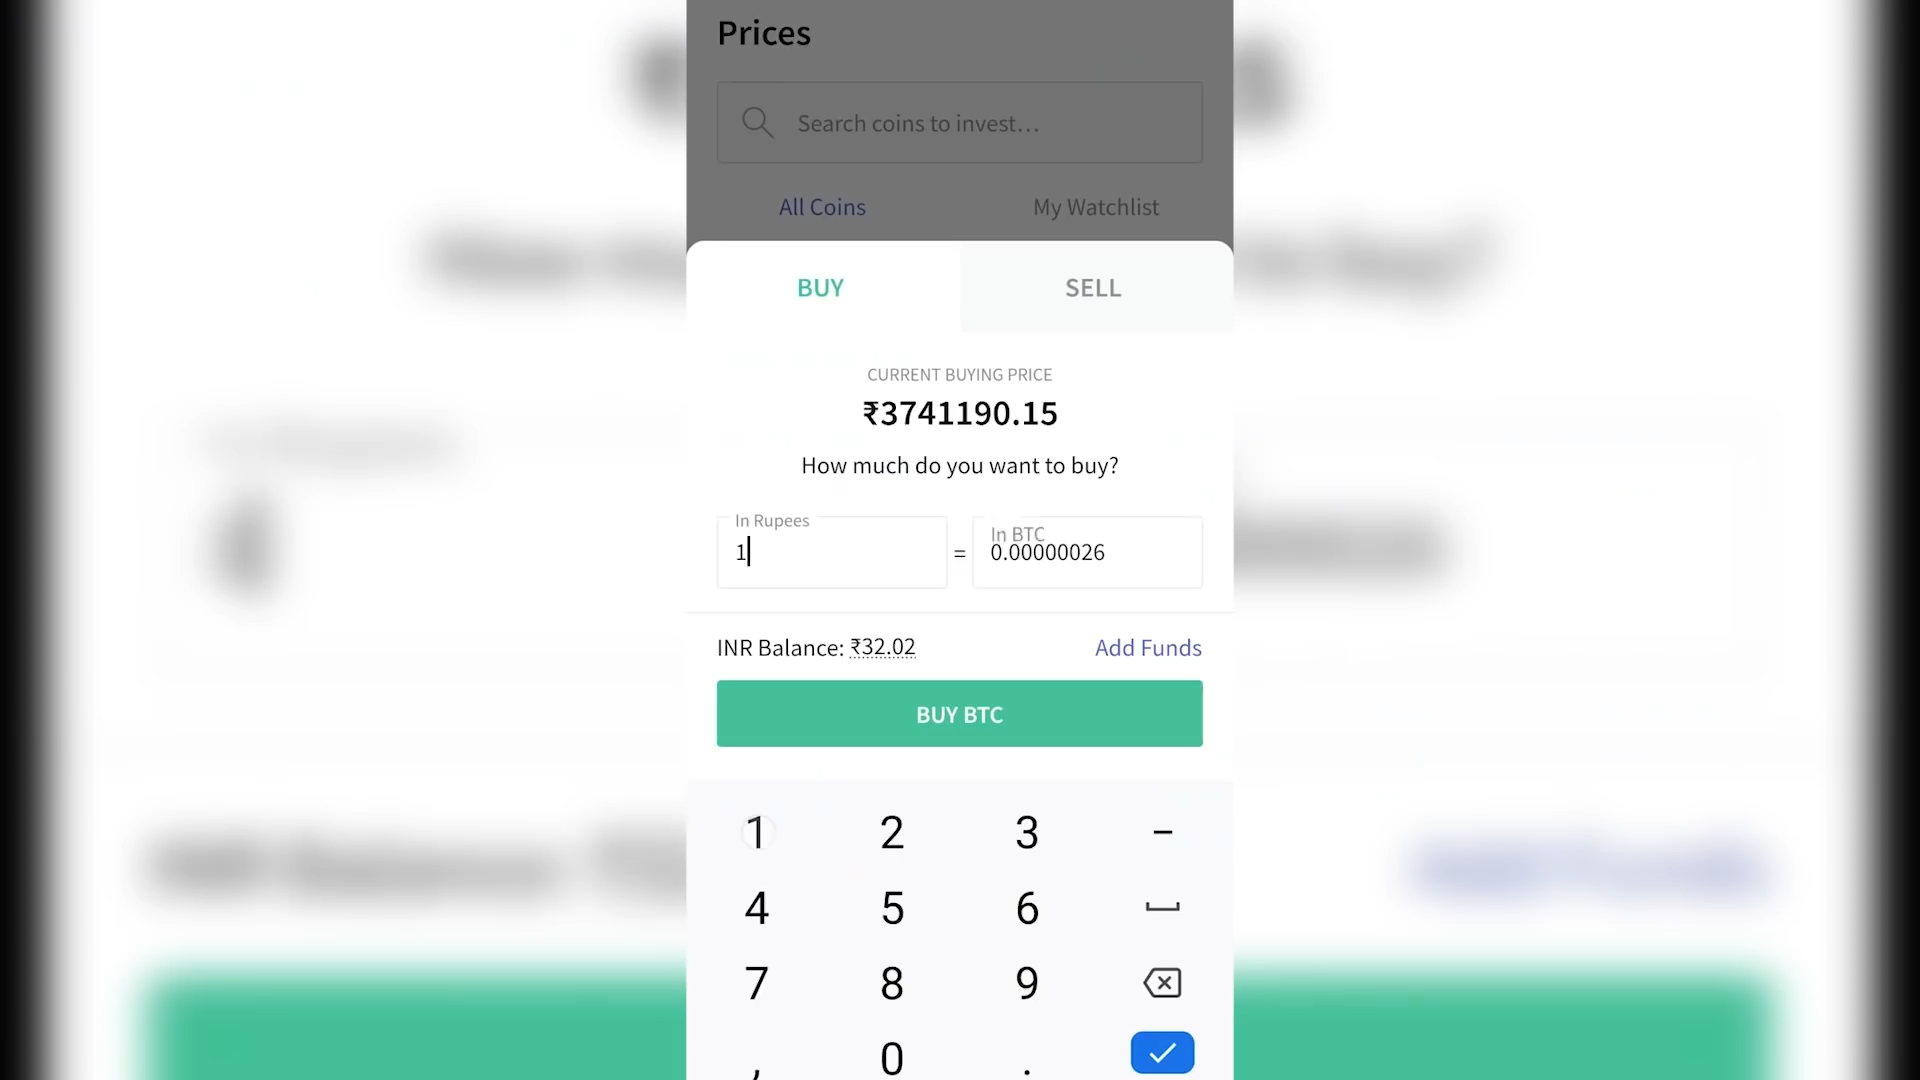 Prices
Search coins to invest...
All Coins My Watchlist
BUY SELL
CURRENT BUYING PRICE
₹3741190.15
How much do you want to buy?
In Rupees In BTC
1 = 0.00000026
INR Balance: ₹32.02 Add Funds
BUY BTC
1 2 3 -
4 5 6
7 8 9
, 0 .